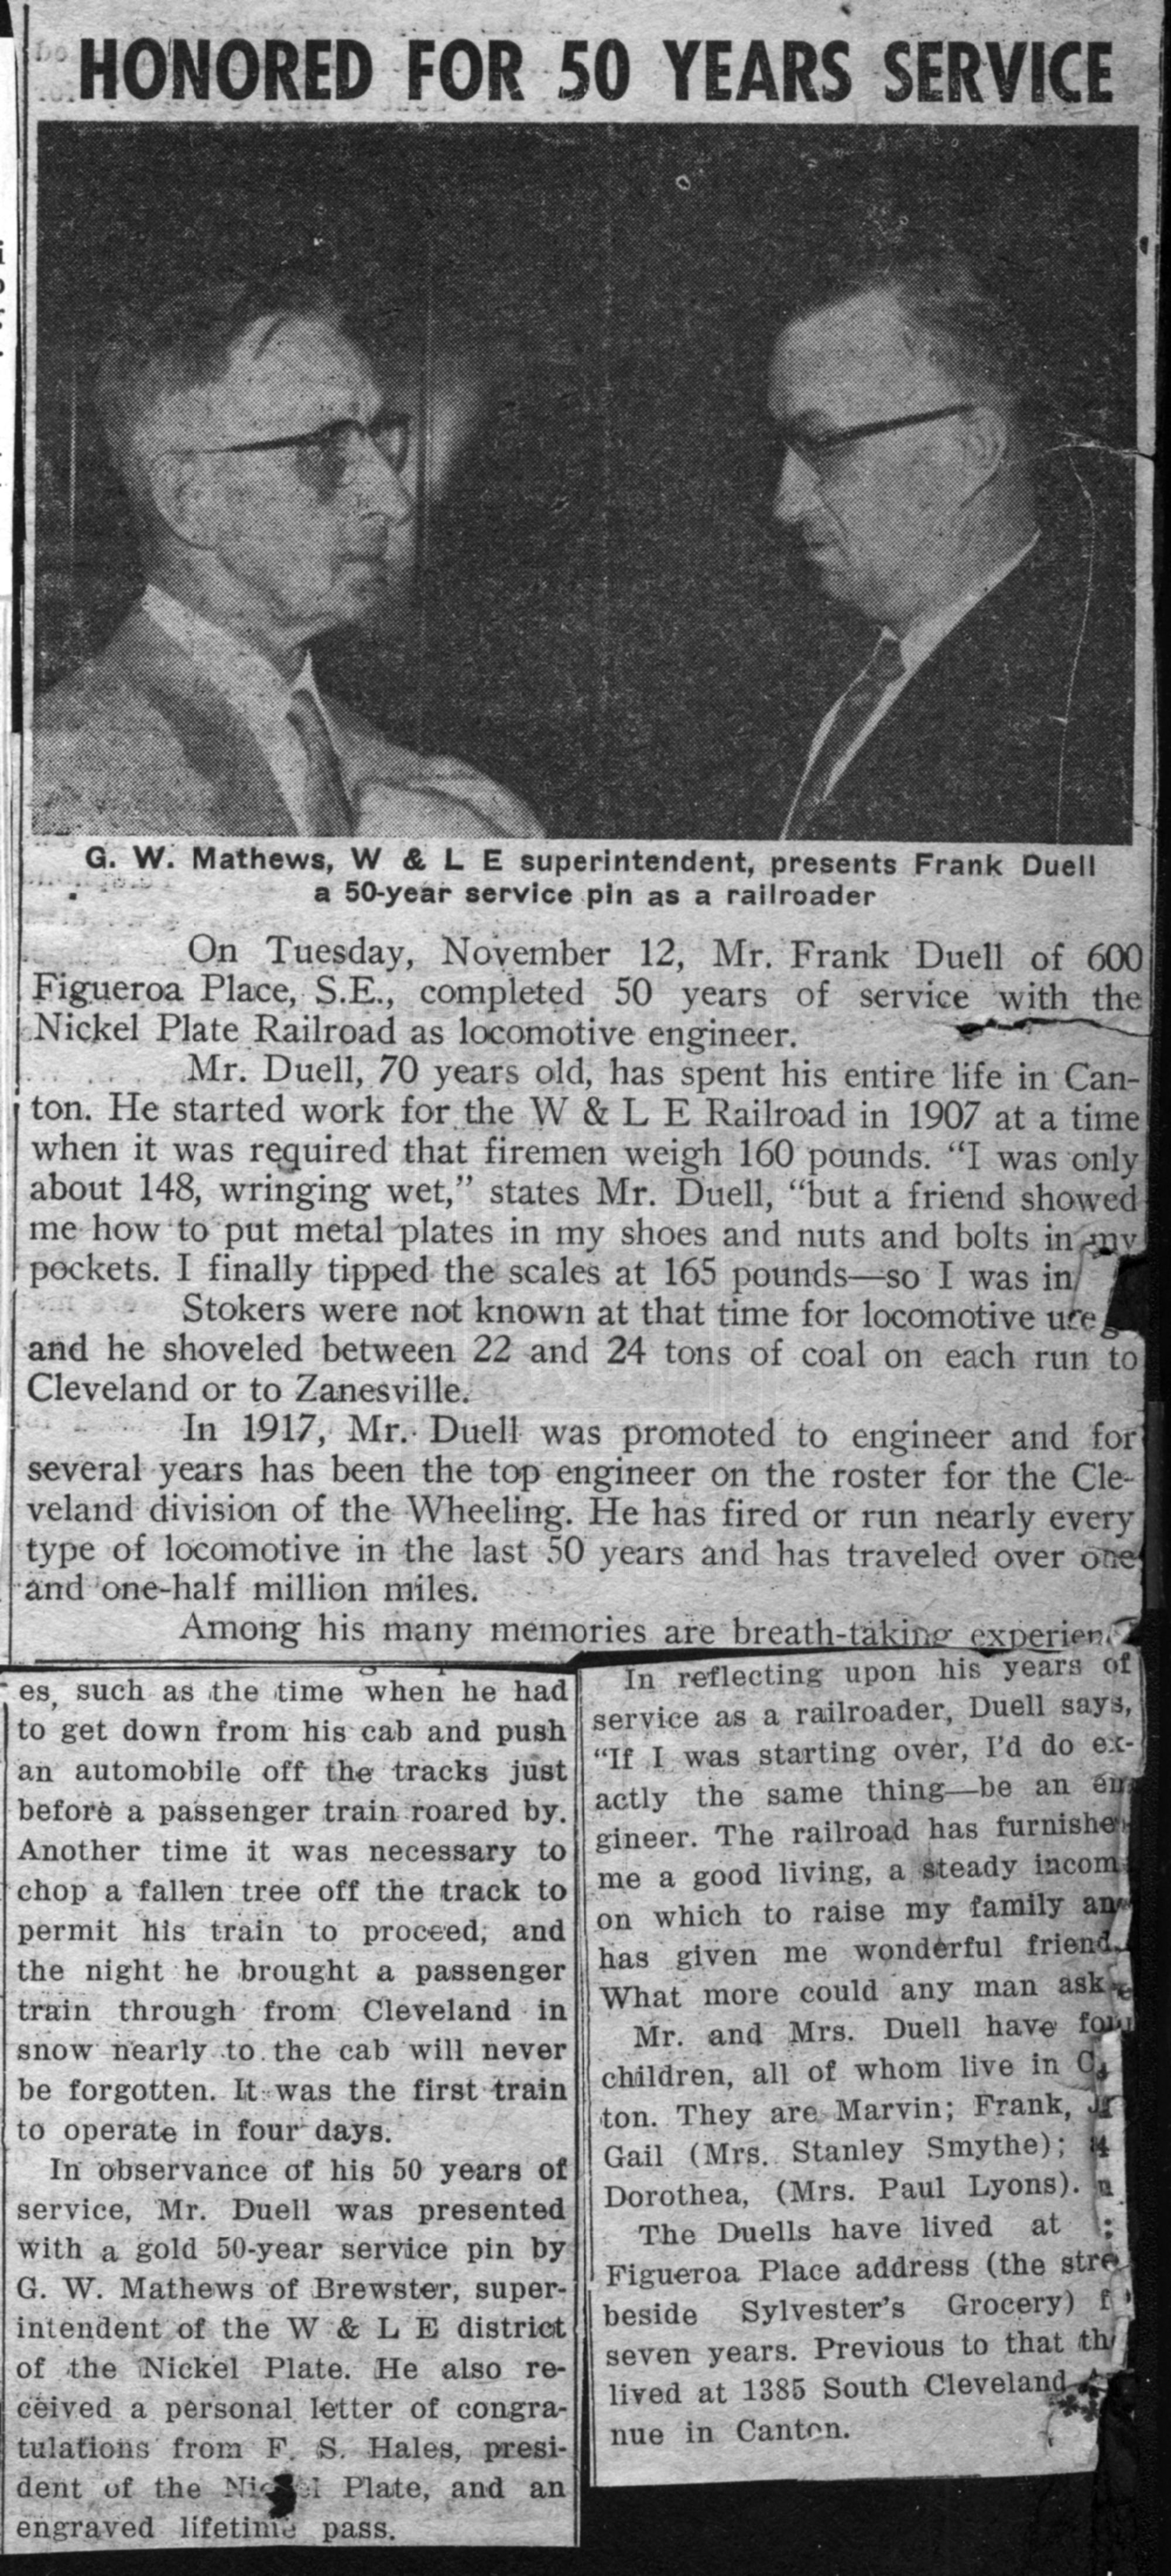 HONORED FOR 50 YEARS SERVICE
G. W. Mathews, W & L E superintendent, presents Frank Duell
a 50-year service pin as a railroader
On Tuesday, November 12, Mr. Frank Duell of 600
Figueroa Place, S.E., completed 50 years of service with the
Nickel Plate Railroad as locomotive engineer.
Mr. Duell, 70 years old, has spent his entire life in Can-
ton. He started work for the W & L E Railroad in 1907 at a time
when it was required that firemen weigh 160 pounds. “I was only
about 148, wringing wet,” states Mr. Duell, “but a friend showed
me how to put metal plates in my shoes and nuts and bolts in my
pockets. I finally tipped the scales at 165 pounds—so I was in
Stokers were not known at that time for locomotive
and he shoveled between 22 and 24 tons of coal on each run to
Cleveland or to Zanesville.
In 1917, Mr. Duell was promoted to engineer and for
several years has been the top engineer on the roster for the Cle-
veland division of the Wheeling. He has fired or run nearly every
type of locomotive in the last 50 years and has traveled over one
and one-half million miles.
Among his many memories are breath-taking experienc
es, such as the time when he had
to get down from his cab and push
an automobile off the tracks just
before a passenger train roared by.
Another time it was necessary to
chop a fallen tree off the track to
permit his train to proceed, and
the night he brought a passenger
train through from Cleveland in
snow nearly to the cab will never
be forgotten. It was the first train
to operate in four days.
In observance of his 50 years of
service, Mr. Duell was presented
with a gold 50-year service pin by
G. W. Mathews of Brewster, super-
intendent of the W & L E district
of the Nickel Plate. He also re-
ceived a personal letter of congra-
tulations from F. S. Hales, presi-
dent of the Nickel Plate, and an
engraved lifetime pass.
In reflecting upon his years of
service as a railroader, Duell says,
“If I was starting over, I’d do ex-
actly the same thing—be an en
gineer. The railroad has furnishe
me a good living, a steady incom
on which to raise my family an
has given me wonderful friend
What more could any man ask
Mr. and Mrs. Duell have fou
children, all of whom live in C
ton. They are Marvin; Frank, J
Gail (Mrs. Stanley Smythe);
Dorothea, (Mrs. Paul Lyons).
The Duells have lived at
Figueroa Place address (the stre
beside Sylvester’s Grocery) f
seven years. Previous to that th
lived at 1385 South Cleveland
nue in Canton.